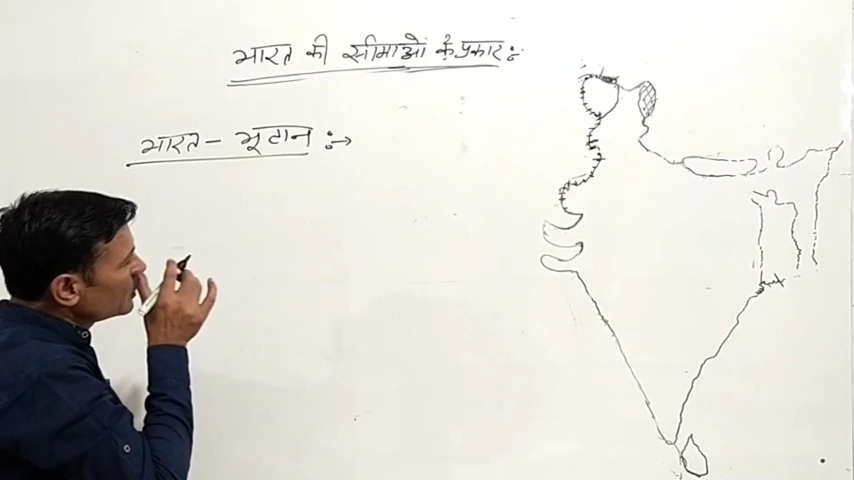 भारत की सीमाओं के प्रकार :-
भारत - भूटान :→